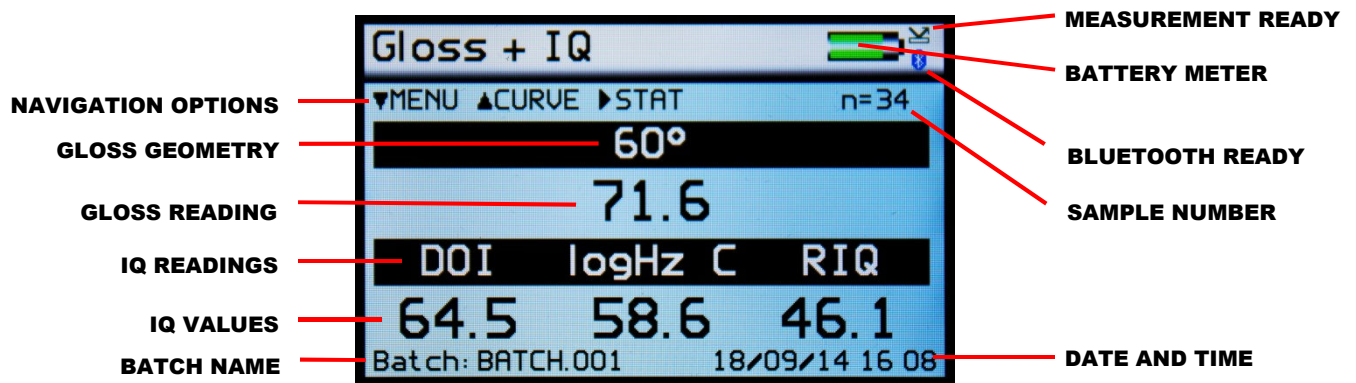 MEASUREMENT READY
Gloss + IQ
BATTERY METER
NAVIGATION OPTIONS
▼MENU ▲CURVE ▶STAT n=34
GLOSS GEOMETRY
60°
BLUETOOTH READY
GLOSS READING
71.6
SAMPLE NUMBER
IQ READINGS
DOI logHz C RIQ
IQ VALUES
64.5 58.6 46.1
BATCH NAME
Batch: BATCH.001 18/09/14 16 08
DATE AND TIME